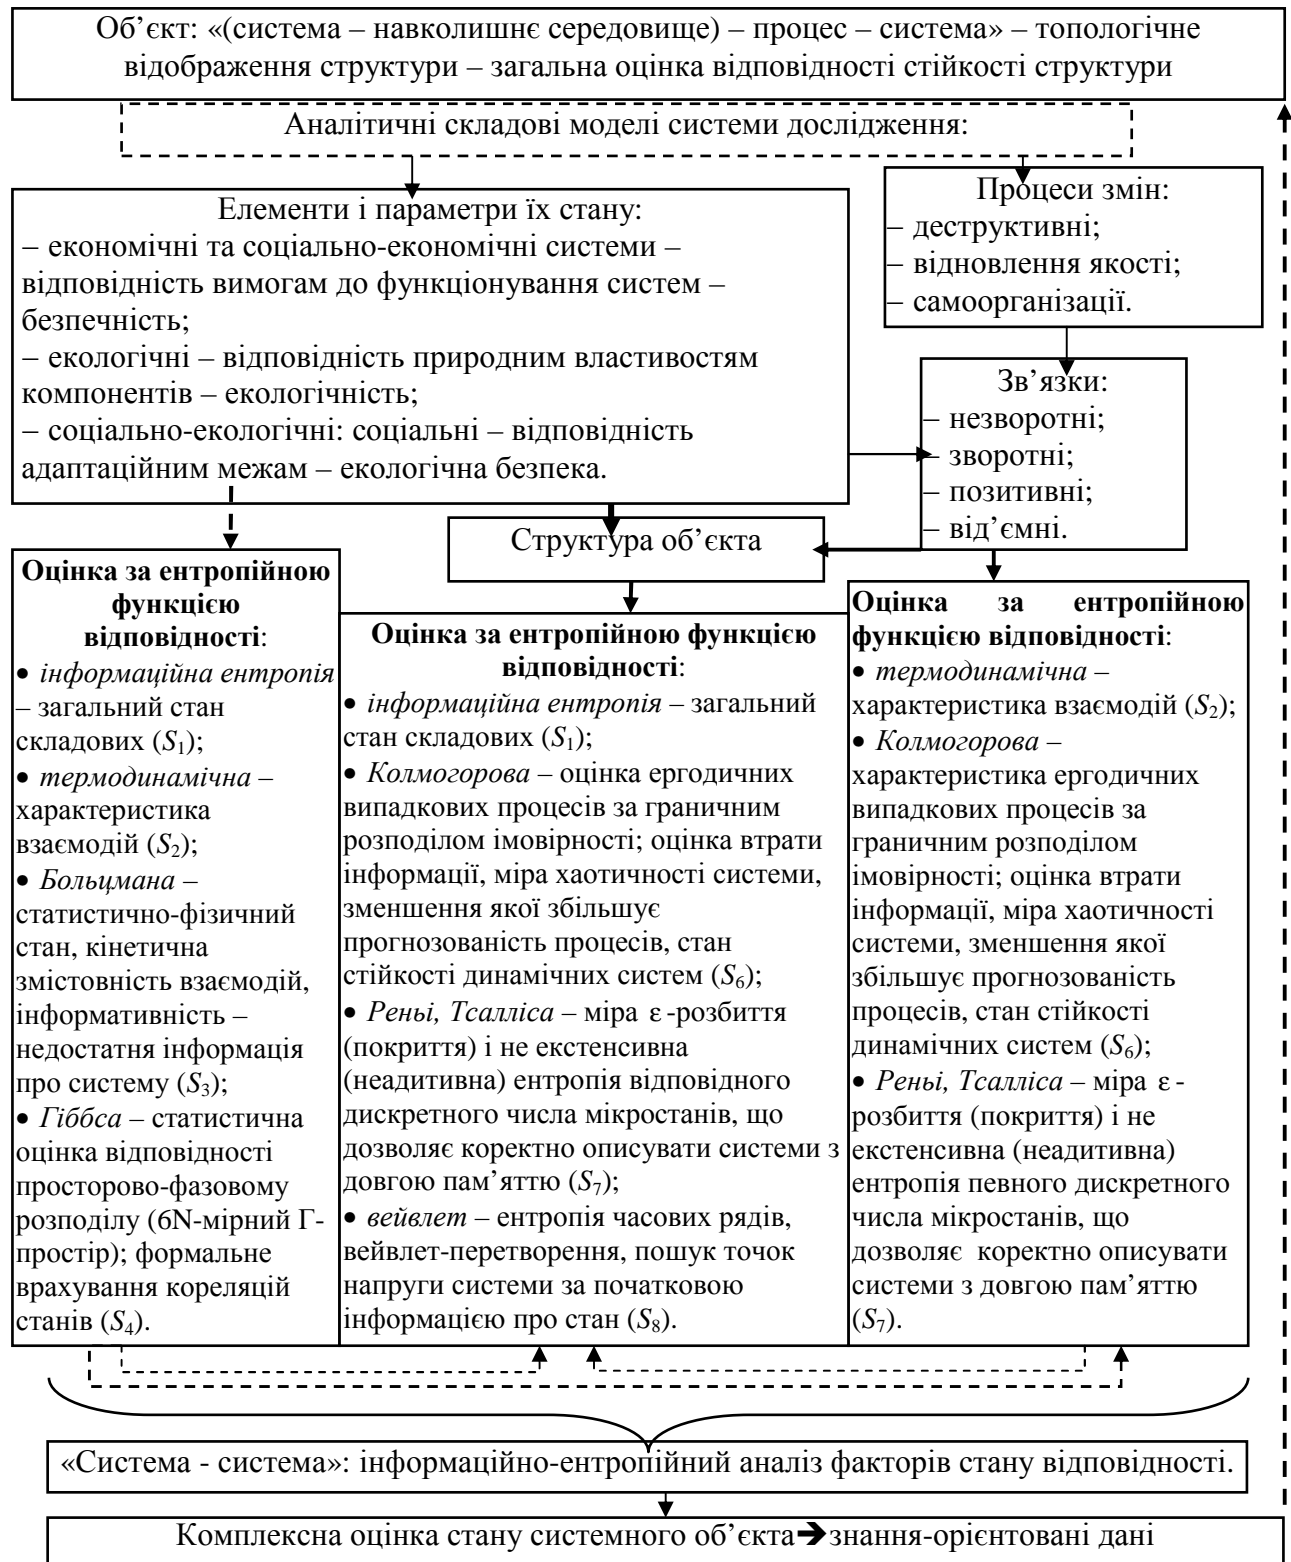 Об’єкт: «(система – навколишнє середовище) – процес – система» – топологічне
відображення структури – загальна оцінка відповідності стійкості структури
Аналітичні складові моделі системи дослідження:
Елементи і параметри їх стану:
– економічні та соціально-економічні системи –
відповідність вимогам до функціонування систем –
безпечність;
– екологічні – відповідність природним властивостям
компонентів – екологічність;
– соціально-екологічні: соціальні – відповідність
адаптаційним межам – екологічна безпека.
Процеси змін:
– деструктивні;
– відновлення якості;
– самоорганізації.
Зв’язки:
– незворотні;
– зворотні;
– позитивні;
– від’ємні.
Структура об’єкта
Оцінка за ентропійною
функцією
відповідності:
• інформаційна ентропія
– загальний стан
складових (S1);
• термодинамічна –
характеристика
взаємодій (S2);
• Больцмана –
статистично-фізичний
стан, кінетична
змістовність взаємодій,
інформативність –
недостатня інформація
про систему (S3);
• Гіббса – статистична
оцінка відповідності
просторово-фазовому
розподілу (6N-мірний Г-
простір); формальне
врахування кореляцій
станів (S4).
Оцінка за ентропійною функцією
відповідності:
• інформаційна ентропія – загальний
стан складових (S1);
• Колмогорова – оцінка ергодичних
випадкових процесів за граничним
розподілом імовірності; оцінка втрати
інформації, міра хаотичності системи,
зменшення якої збільшує
прогнозованість процесів, стан
стійкості динамічних систем (S6);
• Реньі, Тсалліса – міра ε-розбиття
(покриття) і не екстенсивна
(неадитивна) ентропія відповідного
дискретного числа мікростанів, що
дозволяє коректно описувати системи з
довгою пам’яттю (S7);
• вейвлет – ентропія часових рядів,
вейвлет-перетворення, пошук точок
напруги системи за початковою
інформацією про стан (S8).
Оцінка за ентропійною
функцією відповідності:
• термодинамічна –
характеристика взаємодій (S2);
• Колмогорова –
характеристика ергодичних
випадкових процесів за
граничним розподілом
імовірності; оцінка втрати
інформації, міра хаотичності
системи, зменшення якої
збільшує прогнозованість
процесів, стан стійкості
динамічних систем (S6);
• Реньі, Тсалліса – міра ε-
розбиття (покриття) і не
екстенсивна (неадитивна)
ентропія певного дискретного
числа мікростанів, що
дозволяє коректно описувати
системи з довгою пам’яттю
(S7).
«Система - система»: інформаційно-ентропійний аналіз факторів стану відповідності.
Комплексна оцінка стану системного об’єкта➔знання-орієнтовані дані